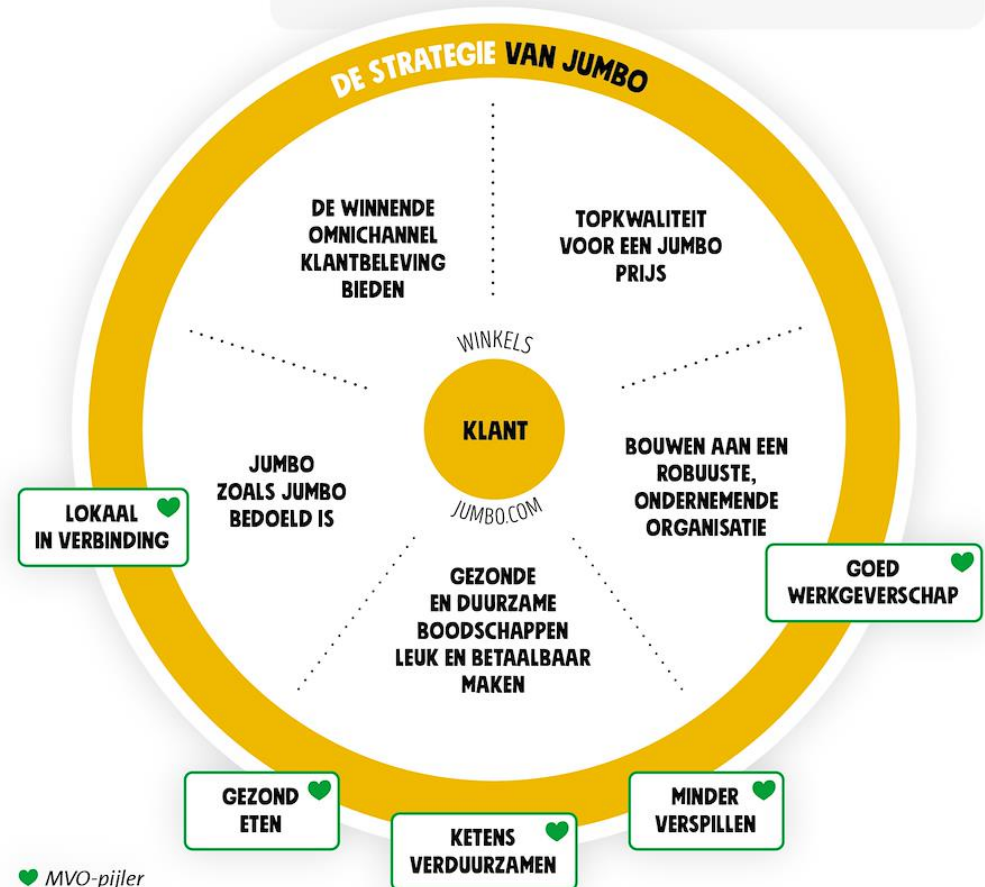 DE STRATEGIE VAN JUMBO
DE WINNENDE
OMNICHANNEL
KLANTBELEVING
BIEDEN
TOPKWALITEIT
VOOR EEN JUMBO
PRIJS
WINKELS
KLANT
JUMBO.COM
JUMBO
ZOALS JUMBO
BEDOELD IS
BOUWEN AAN EEN
ROBUUSTE,
ONDERNEMENDE
ORGANISATIE
LOKAAL
IN VERBINDING
GOED
WERKGEVERSCHAP
GEZONDE
EN DUURZAME
BOODSCHAPPEN
LEUK EN BETAALBAAR
MAKEN
GEZOND
ETEN
KETENS
VERDUURZAMEN
MINDER
VERSPILLEN
MVO-pijler